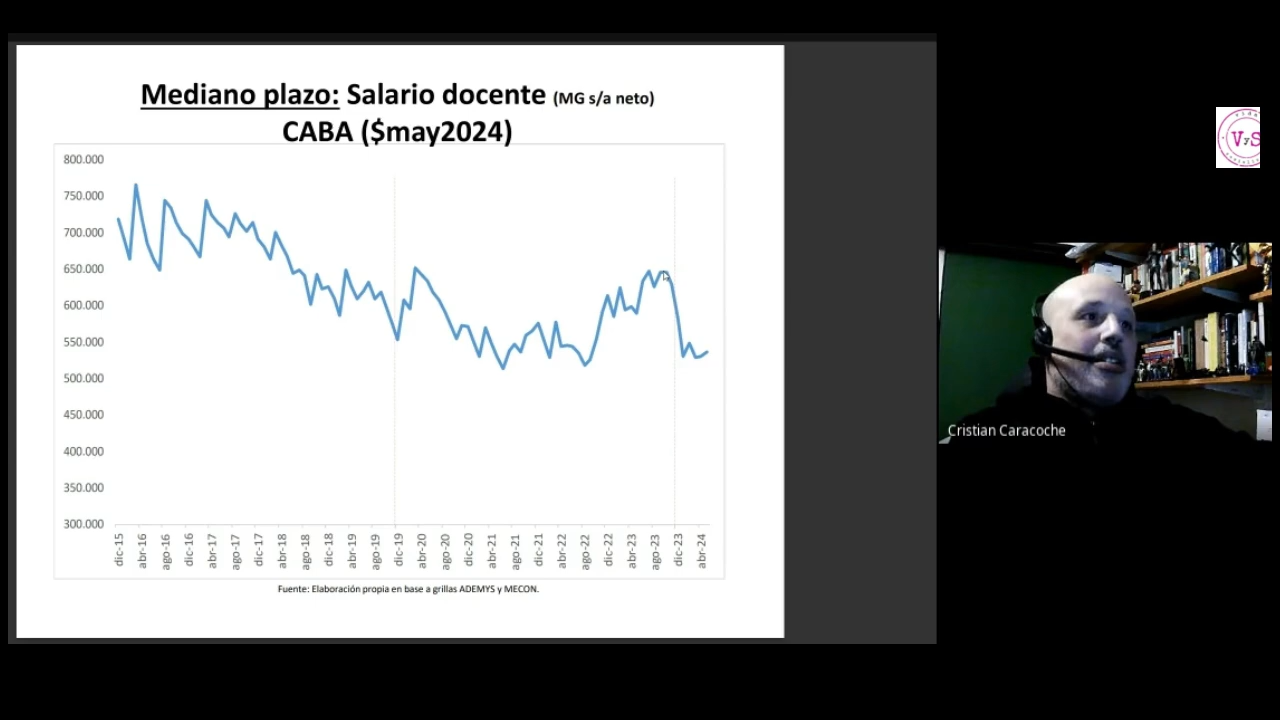 Mediano plazo: Salario docente (MG s/a neto)
CABA ($may2024)
800.000
750.000
700.000
650.000
600.000
550.000
500.000
450.000
400.000
350.000
300.000
dic-15
abr-16
ago-16
dic-16
abr-17
ago-17
dic-17
abr-18
ago-18
dic-18
abr-19
ago-19
dic-19
abr-20
ago-20
dic-20
abr-21
ago-21
dic-21
abr-22
ago-22
dic-22
abr-23
ago-23
dic-23
abr-24
Fuente: Elaboración propia en base a grillas ADEMYS y MECON.
VyS
Cristian Caracoche